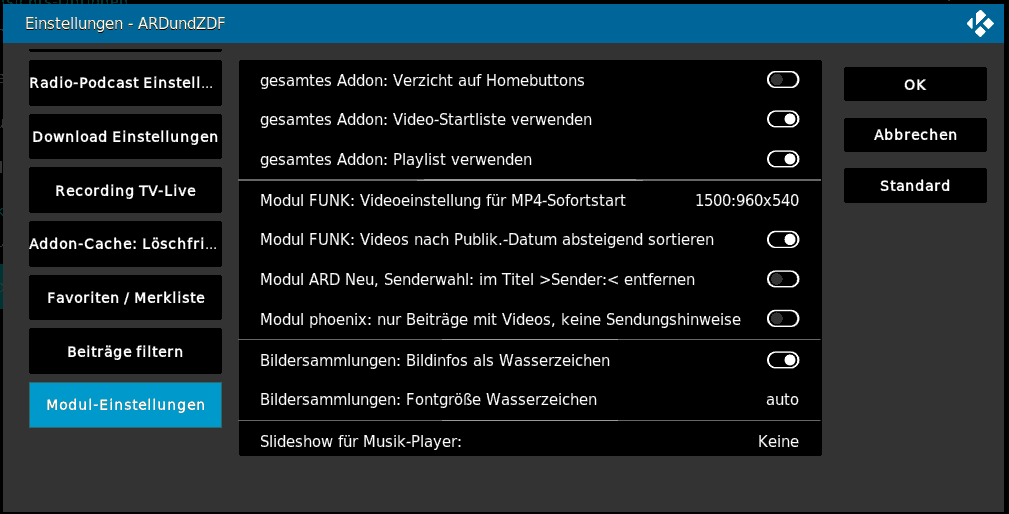 Einstellungen - ARDundZDF
Radio-Podcast Einstell...
Download Einstellungen
Recording TV-Live
Addon-Cache: Löschfri...
Favoriten / Merkliste
Beiträge filtern
Modul-Einstellungen
gesamtes Addon: Verzicht auf Homebuttons
gesamtes Addon: Video-Startliste verwenden
gesamtes Addon: Playlist verwenden
Modul FUNK: Videoeinstellung für MP4-Sofortstart 1500:960x540
Modul FUNK: Videos nach Publik.-Datum absteigend sortieren
Modul ARD Neu, Senderwahl: im Titel >Sender:< entfernen
Modul phoenix: nur Beiträge mit Videos, keine Sendungshinweise
Bildersammlungen: Bildinfos als Wasserzeichen
Bildersammlungen: Fontgröße Wasserzeichen auto
Slideshow für Musik-Player: Keine
OK
Abbrechen
Standard